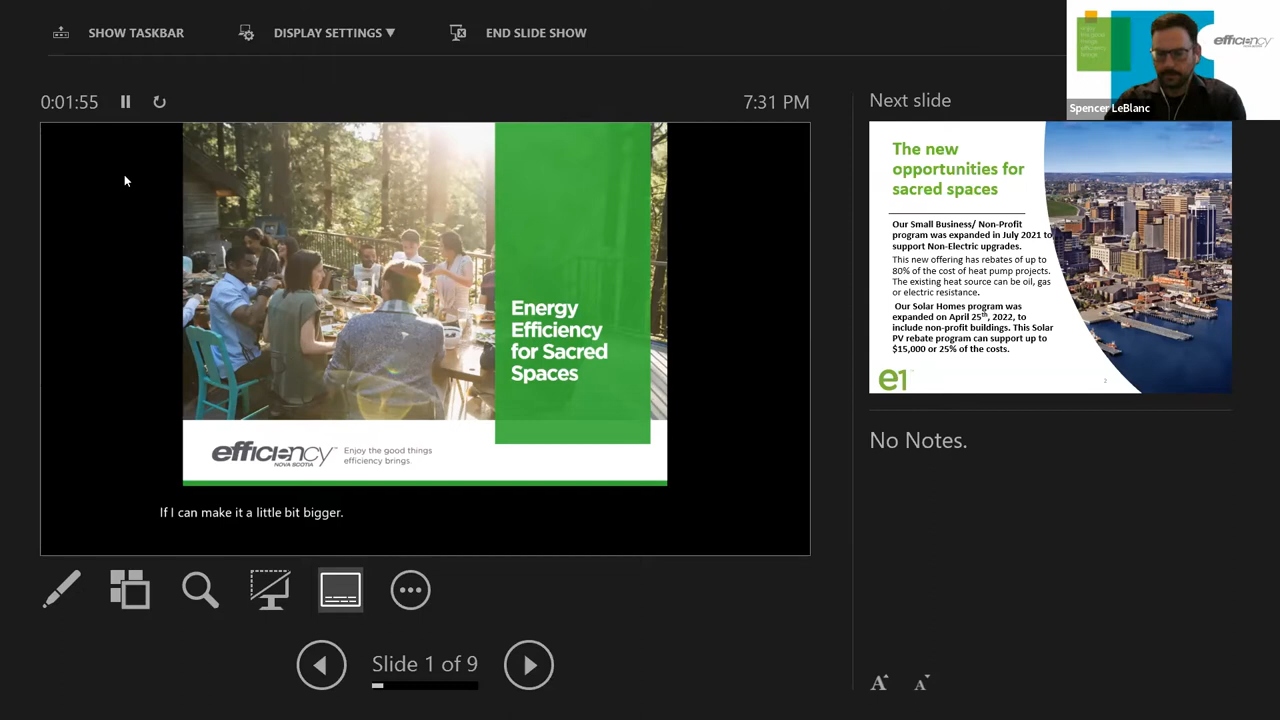 SHOW TASKBAR
DISPLAY SETTINGS ▼
END SLIDE SHOW
efficiency
Spencer LeBlanc
0:01:55
7:31 PM
Next slide
Energy
Efficiency
for Sacred
Spaces
efficiency™
NOVA SCOTIA
Enjoy the good things
efficiency brings.
If I can make it a little bit bigger.
The new
opportunities for
sacred spaces
Our Small Business/ Non-Profit
program was expanded in July 2021 to
support Non-Electric upgrades.
This new offering has rebates of up to
80% of the cost of heat pump projects.
The existing heat source can be oil, gas
or electric resistance.
Our Solar Homes program was
expanded on April 25th, 2022, to
include non-profit buildings. This Solar
PV rebate program can support up to
$15,000 or 25% of the costs.
e1
2
No Notes.
Slide 1 of 9
A A